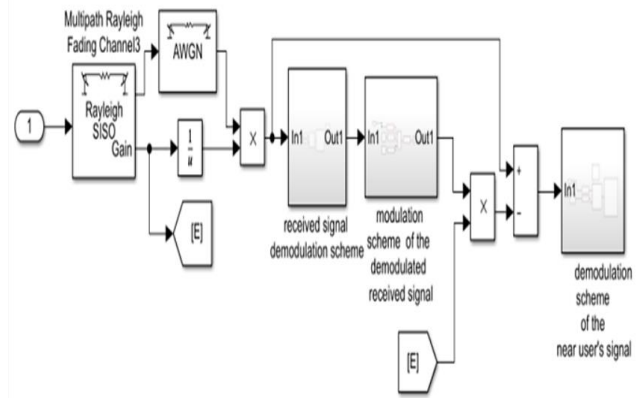 Multipath Rayleigh
Fading Channel3
AWGN
Rayleigh
SISO
Gain
1
1
u
×
In1
Out1
In1
Out1
[E]
received signal
demodulation scheme
modulation
scheme of the
demodulated
received signal
×
+
−
In1
[E]
demodulation
scheme
of the
near user's signal